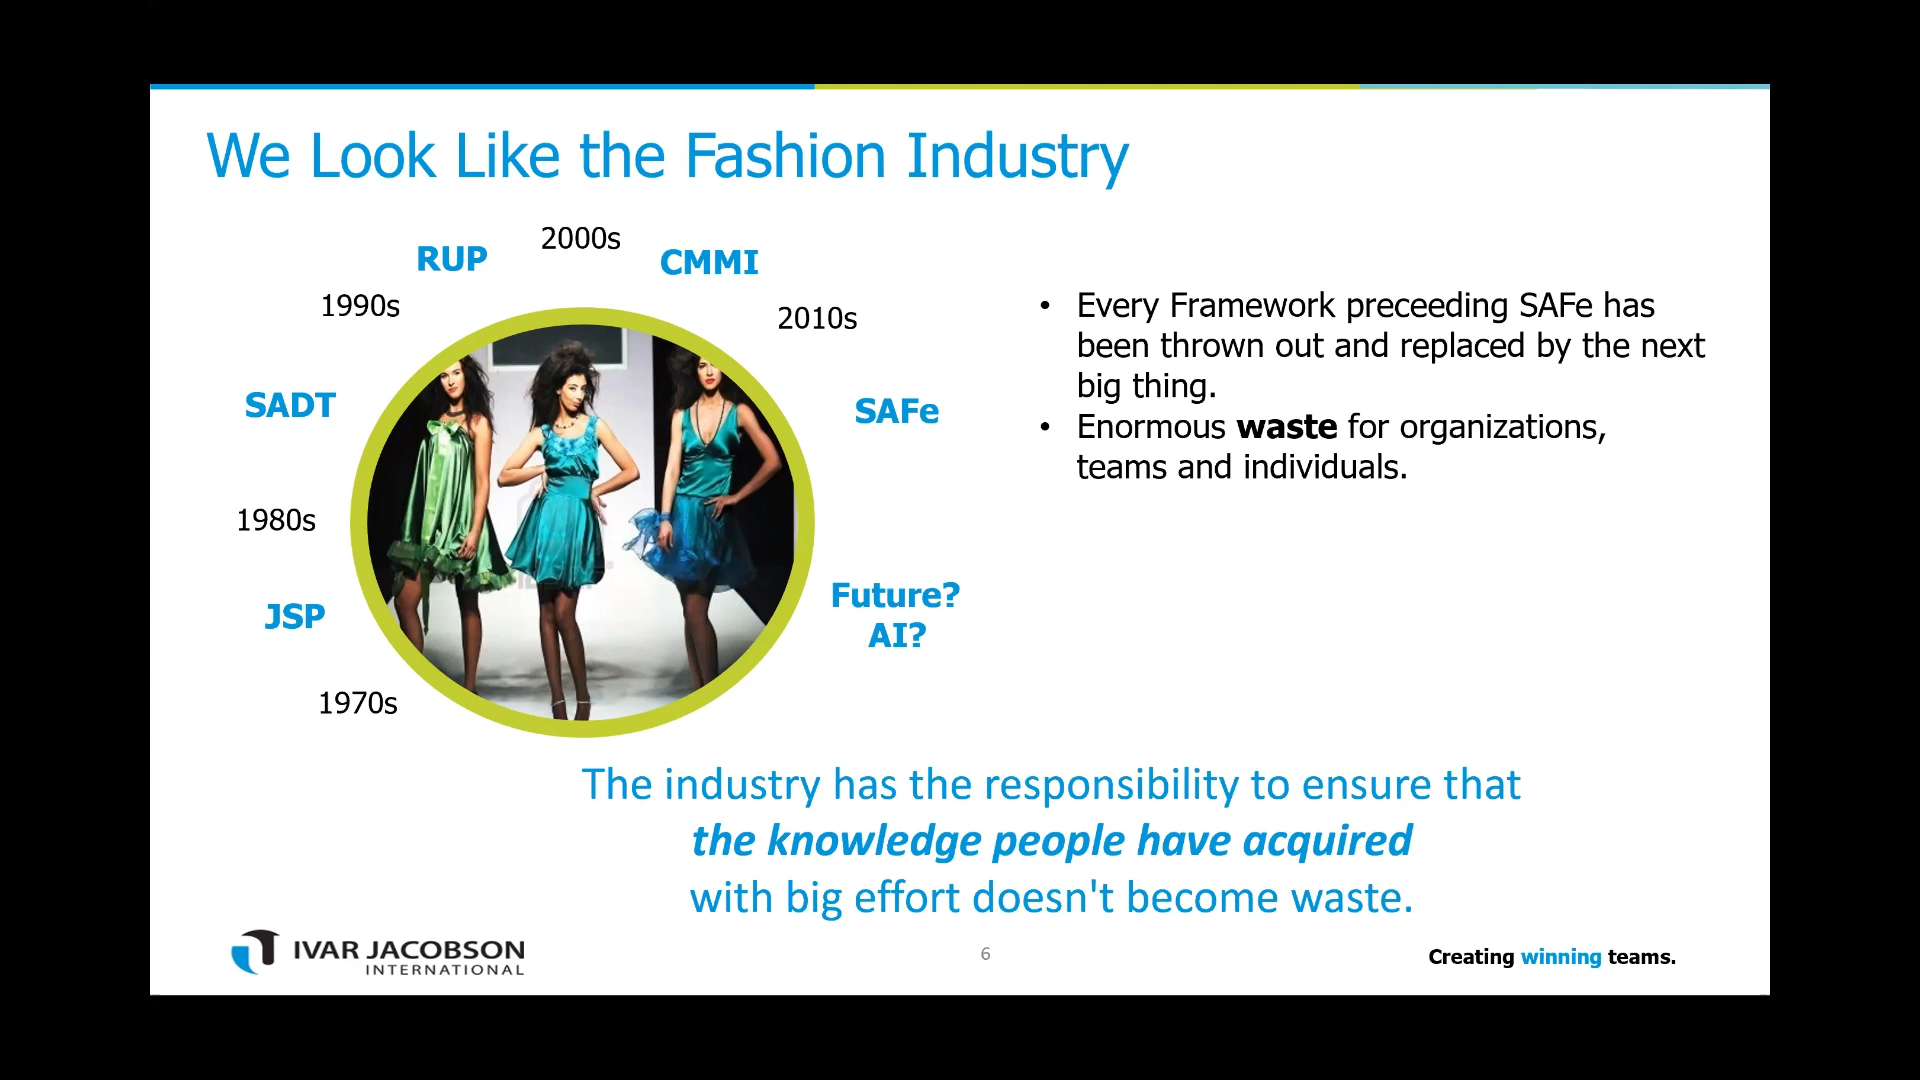 We Look Like the Fashion Industry
2000s
RUP
CMMI
1990s
2010s
SADT
SAFe
1980s
JSP
Future?
AI?
1970s
• Every Framework preceeding SAFe has
been thrown out and replaced by the next
big thing.
• Enormous waste for organizations,
teams and individuals.
The industry has the responsibility to ensure that
the knowledge people have acquired
with big effort doesn't become waste.
IVAR JACOBSON
INTERNATIONAL
6
Creating winning teams.